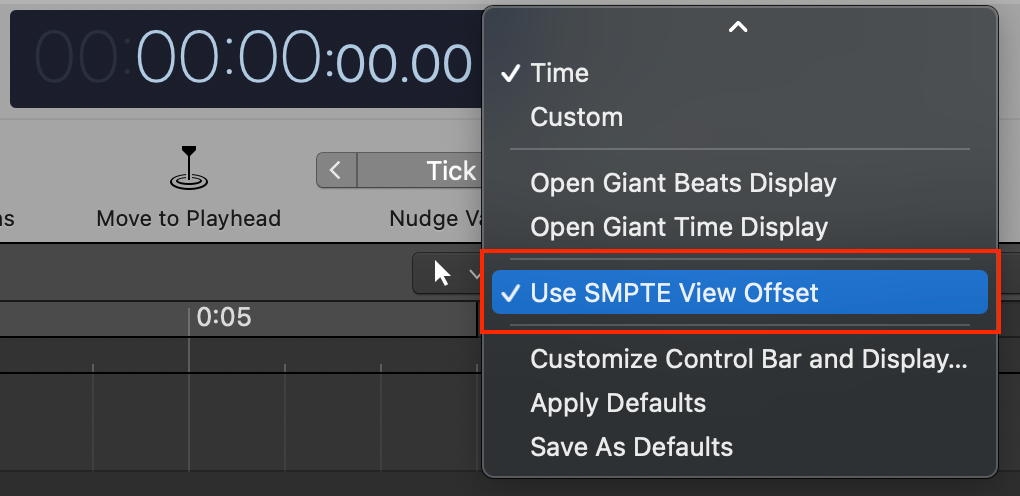 00:00:00:00.00
Time
Custom
Tick
Open Giant Beats Display
Move to Playhead
Nudge Va
Open Giant Time Display
Use SMPTE View Offset
0:05
Customize Control Bar and Display...
Apply Defaults
Save As Defaults